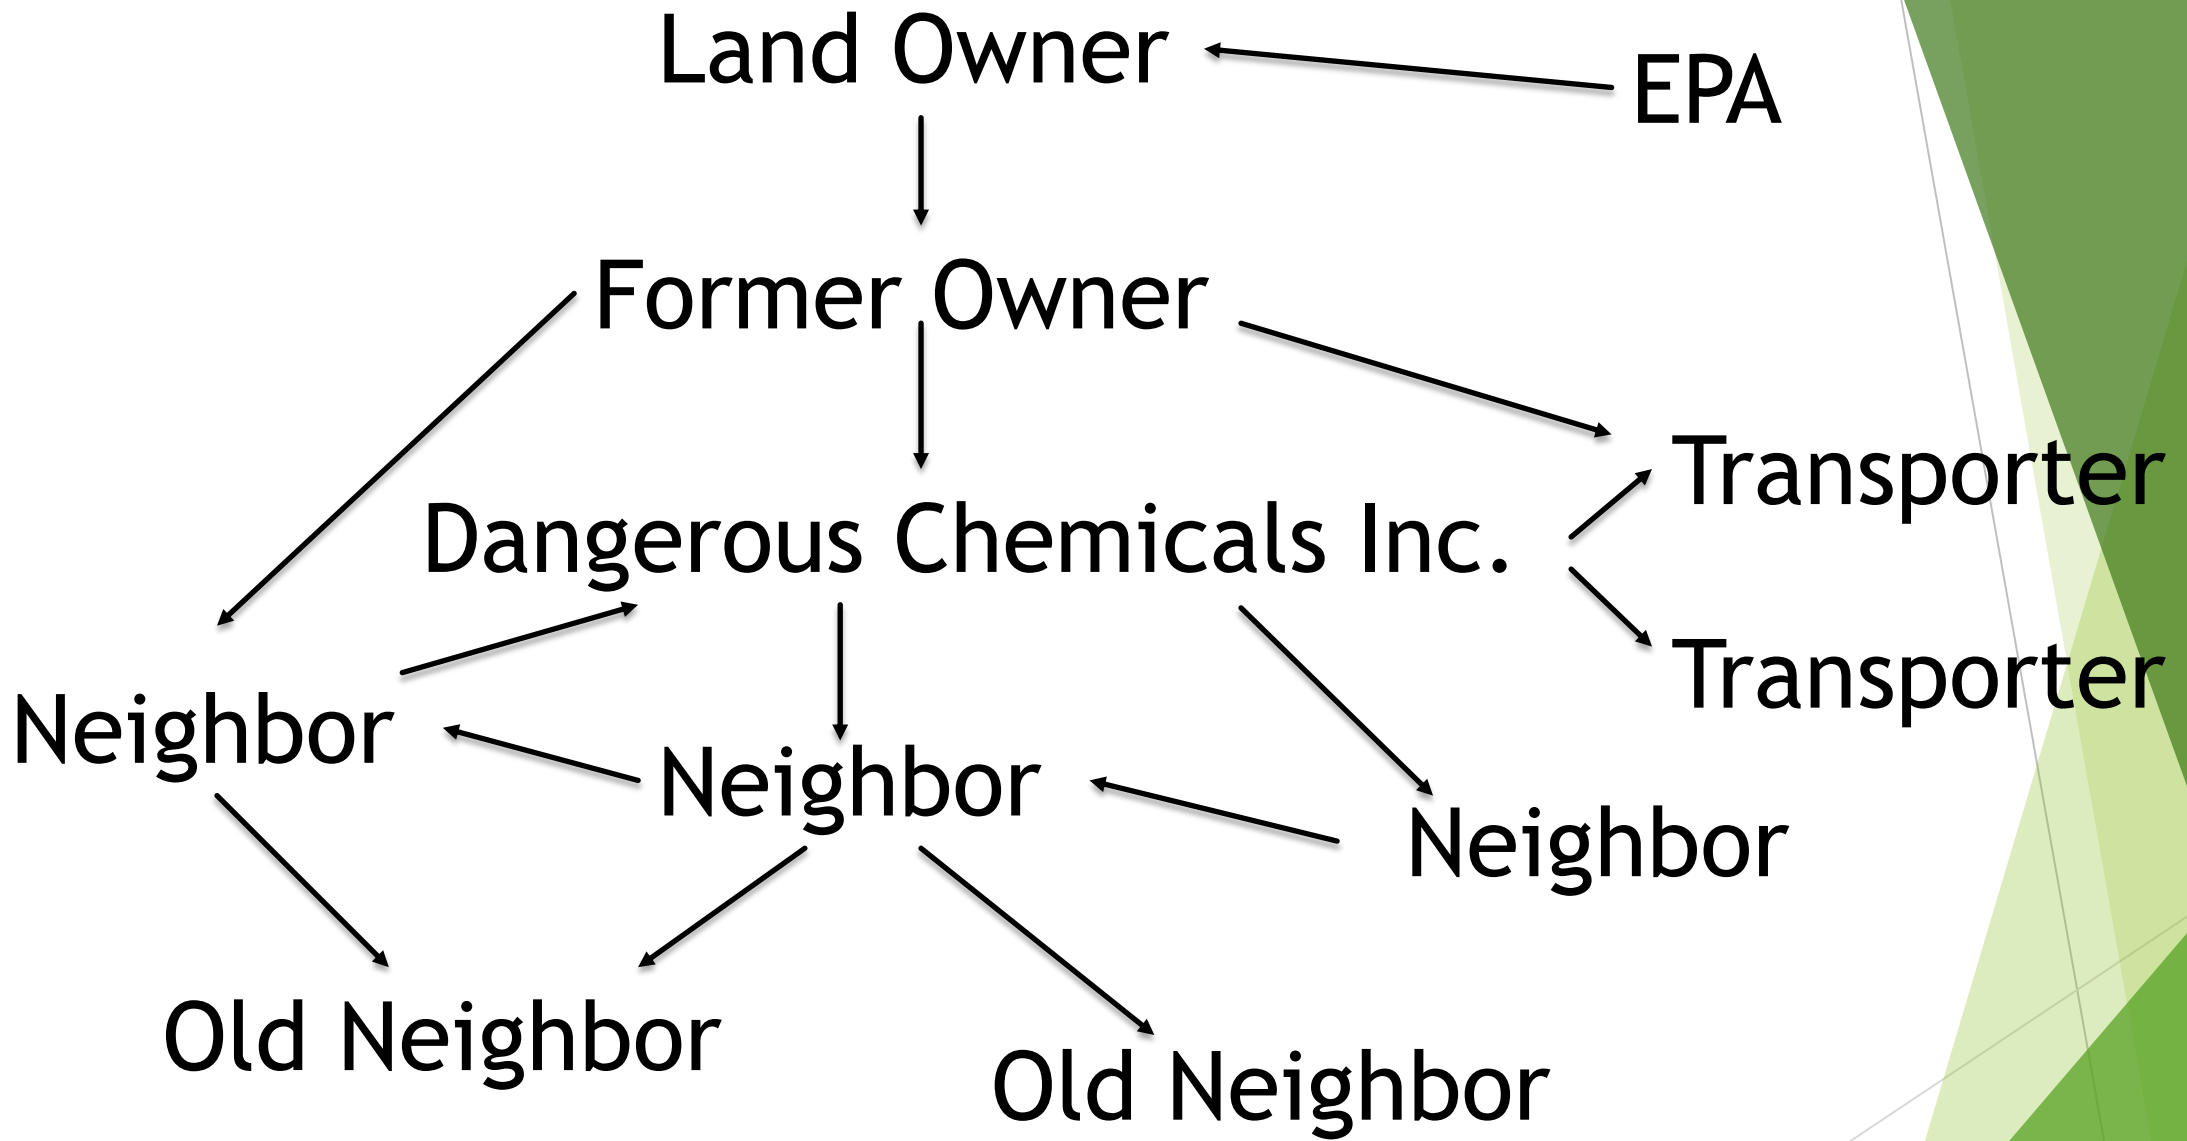 Land Owner
EPA
Former Owner
Transporter
Dangerous Chemicals Inc.
Transporter
Neighbor
Neighbor
Neighbor
Old Neighbor
Old Neighbor